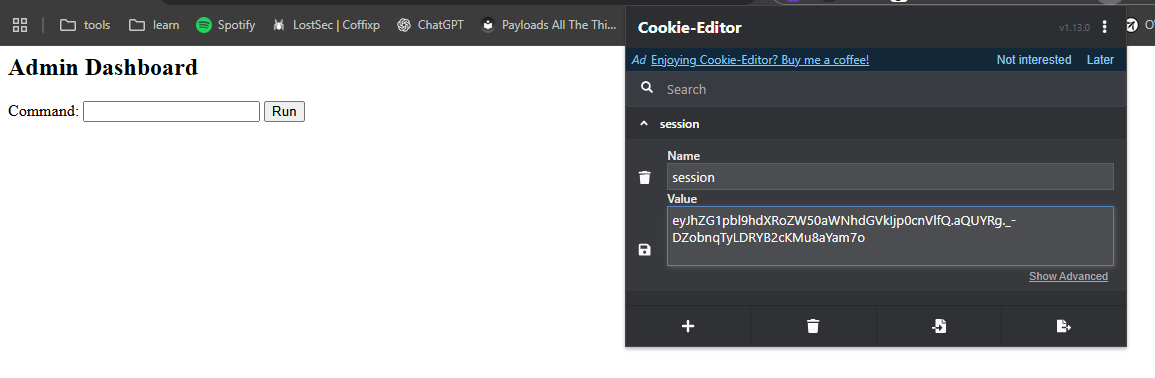 tools learn Spotify LostSec | Coffixp ChatGPT Payloads All The Thi... O
Cookie-Editor v1.13.0
Ad Enjoying Cookie-Editor? Buy me a coffee! Not interested Later
Search
session
Name
session
Value
eyJhZG1pbl9hdXRoZW50aWNhdGVkIjp0cnVlfQ.aQUYRg._-
DZobnqTyLDRYB2cKMu8aYam7o
Show Advanced
Admin Dashboard
Command: Run